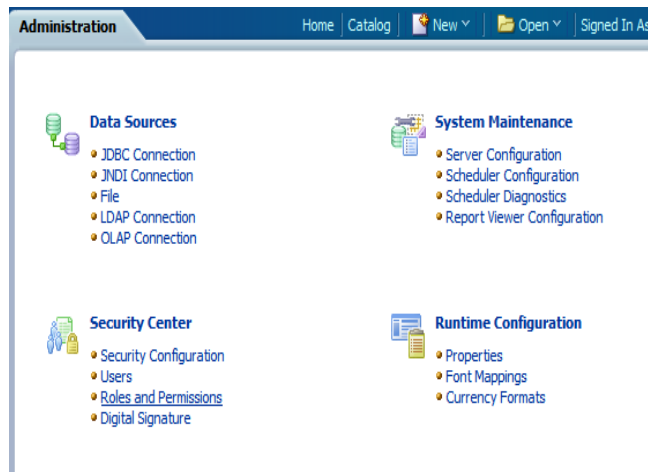 Administration
Home | Catalog | New | Open | Signed In As
Data Sources
JDBC Connection
JNDI Connection
File
LDAP Connection
OLAP Connection
System Maintenance
Server Configuration
Scheduler Configuration
Scheduler Diagnostics
Report Viewer Configuration
Security Center
Security Configuration
Users
Roles and Permissions
Digital Signature
Runtime Configuration
Properties
Font Mappings
Currency Formats